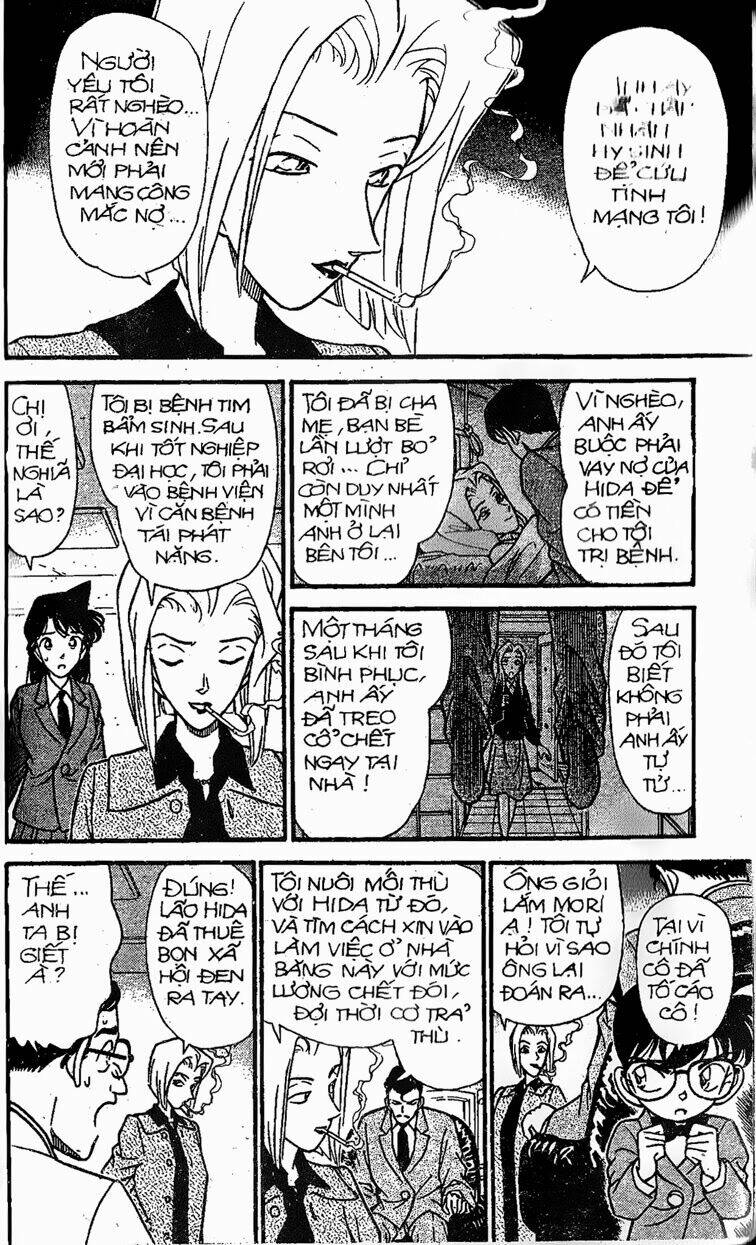 NGƯỜI
YÊU TÔI
RẤT NGHÈO...
VÌ HOÀN
CẢNH NÊN
MỚI PHẢI
MANG CÔNG
MẮC NỢ...
NHẬN
HY SINH
ĐỂ CỨU
TÍNH
MẠNG TÔI!
CHỊ
ƠI,
THẾ
NGHĨA
LÀ
SAO?
TÔI BỊ BỆNH TIM
BẨM SINH. SAU
KHI TỐT NGHIỆP
ĐẠI HỌC, TÔI PHẢI
VÀO BỆNH VIỆN
VÌ CĂN BỆNH
TÁI PHÁT
NẶNG.
TÔI ĐÃ BỊ CHA
MẸ, BẠN BÈ
LẦN LƯỢT BỎ
RƠI... CHỈ
CÒN DUY NHẤT
MỘT MÌNH
ANH Ở LẠI
BÊN TÔI...
VÌ NGHÈO,
ANH ẤY
BUỘC PHẢI
VAY NỢ CỦA
HIDA ĐỂ
CÓ TIỀN
CHO TÔI
TRỊ BỆNH.
MỘT THÁNG
SAU KHI TÔI
BÌNH PHỤC,
ANH ẤY
ĐÃ TREO
CỔ CHẾT
NGAY TẠI
NHÀ!
SAU
ĐÓ TÔI
BIẾT
KHÔNG
PHẢI
ANH ẤY
TỰ
TỬ...
THẾ...
ANH
TA BỊ
GIẾT
À?
ĐÚNG!
LÃO HIDA
ĐÃ THUÊ
BỌN XÃ
HỘI ĐEN
RA TAY.
TÔI NUÔI MỐI THÙ
VỚI HIDA TỪ ĐÓ,
VÀ TÌM CÁCH XIN VÀO
LÀM VIỆC Ở NHÀ
BĂNG NÀY VỚI MỨC
LƯƠNG CHẾT ĐÓI,
ĐỢI THỜI CƠ TRẢ
THÙ.
ÔNG GIỎI
LẮM MORI
Ạ! TÔI TỰ
HỎI VÌ SAO
ÔNG LẠI
ĐOÁN RA...
TẠI VÌ
CHÍNH
CÔ ĐÃ
TỐ CÁO
CÔ!